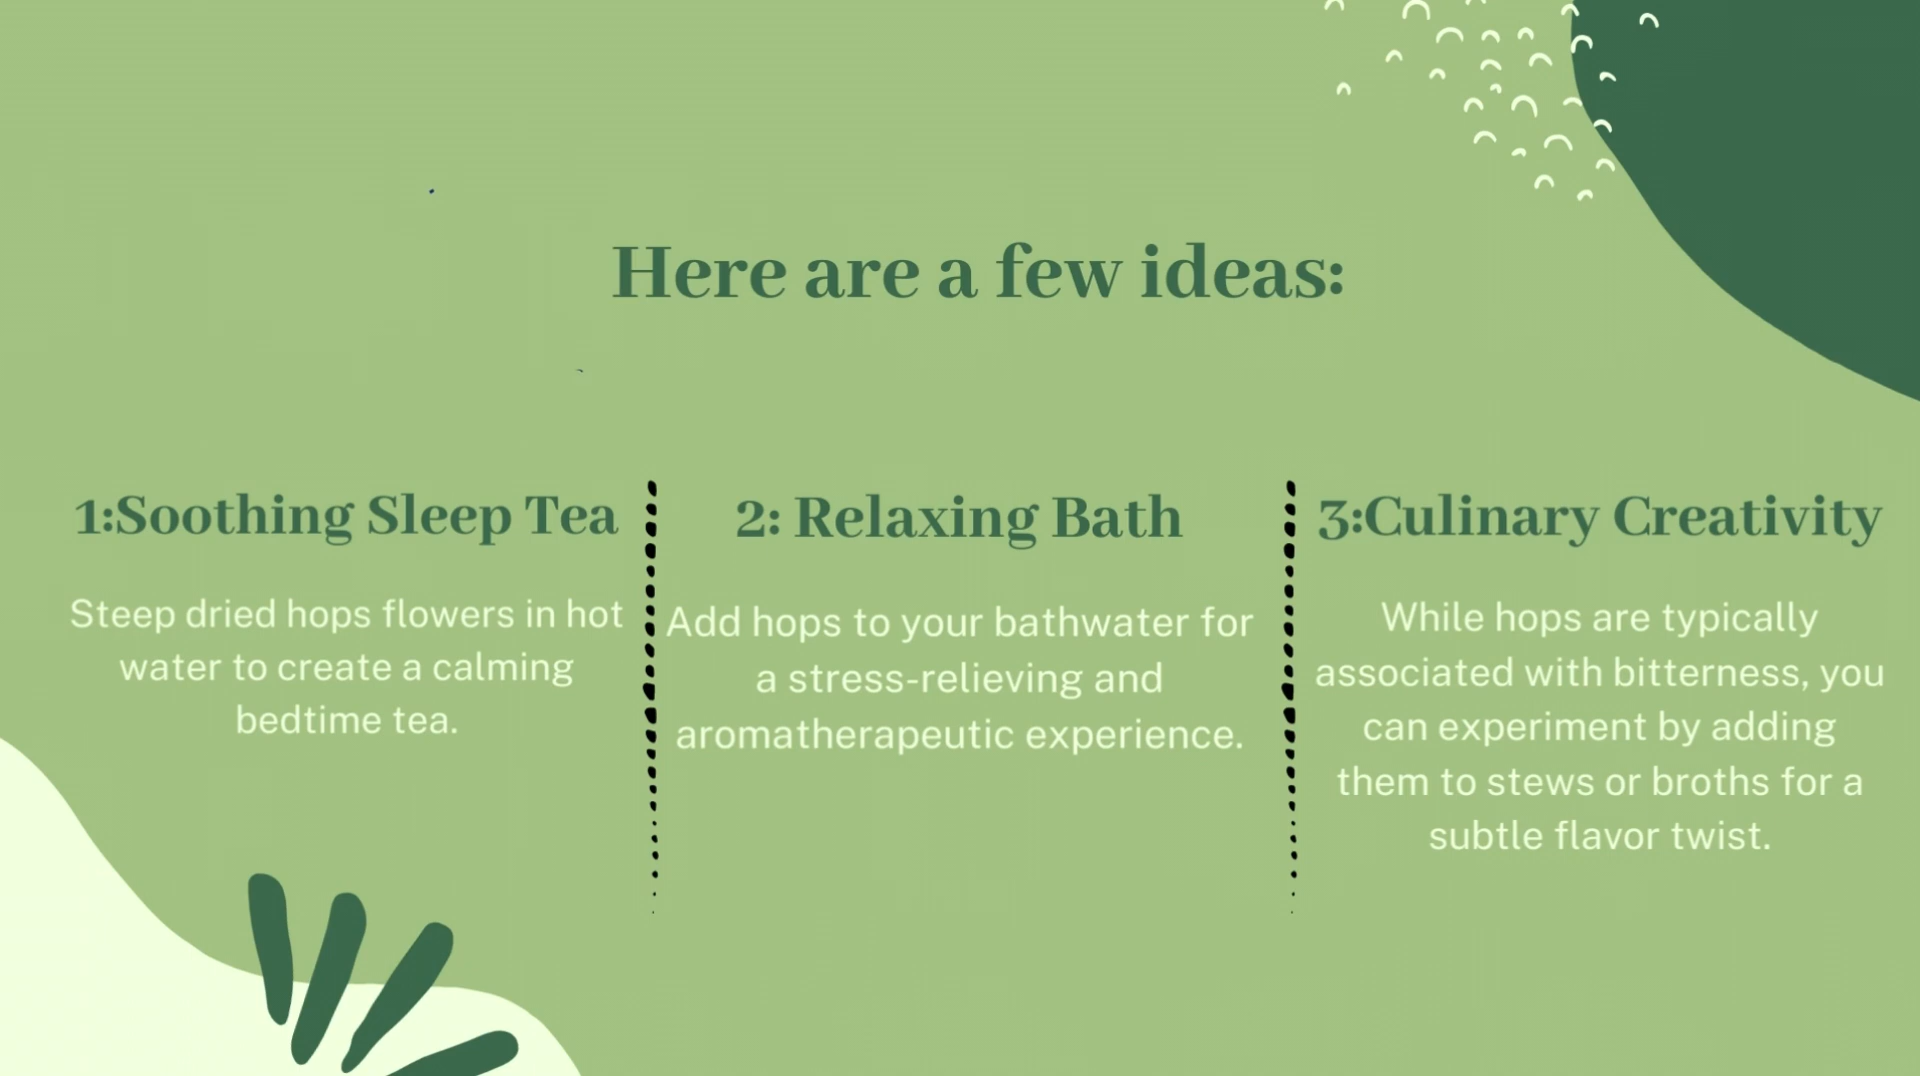 Here are a few ideas:
1:Soothing Sleep Tea
Steep dried hops flowers in hot
water to create a calming
bedtime tea.
2: Relaxing Bath
Add hops to your bathwater for
a stress-relieving and
aromatherapeutic experience.
3:Culinary Creativity
While hops are typically
associated with bitterness, you
can experiment by adding
them to stews or broths for a
subtle flavor twist.